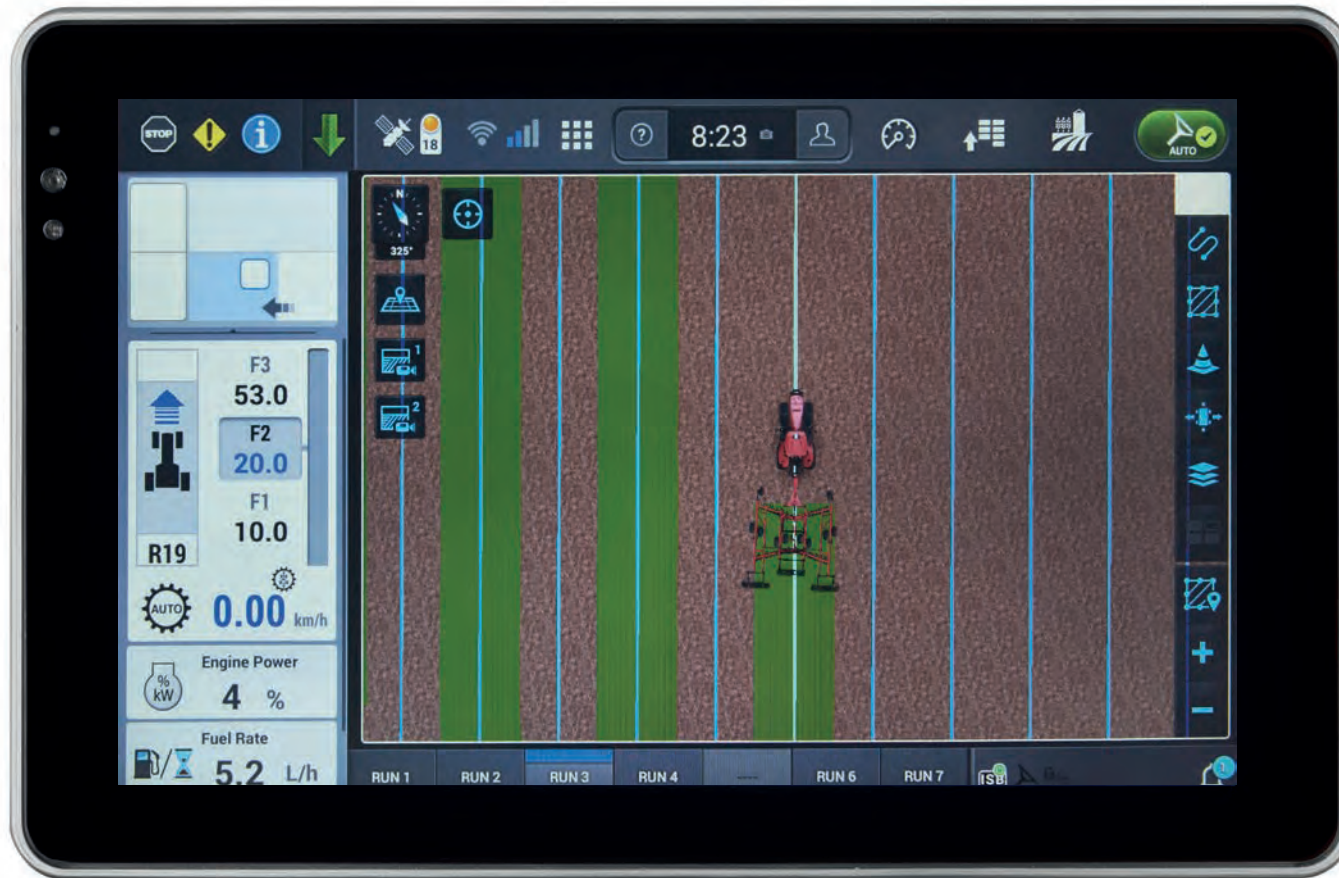 STOP
18
?
8:23
AUTO
N
325°
1
2
F3
53.0
F2
20.0
F1
10.0
R19
AUTO
0.00 km/h
Engine Power
% kW
4 %
Fuel Rate
5.2 L/h
RUN 1 RUN 2 RUN 3 RUN 4 ---- RUN 6 RUN 7 ISB 1